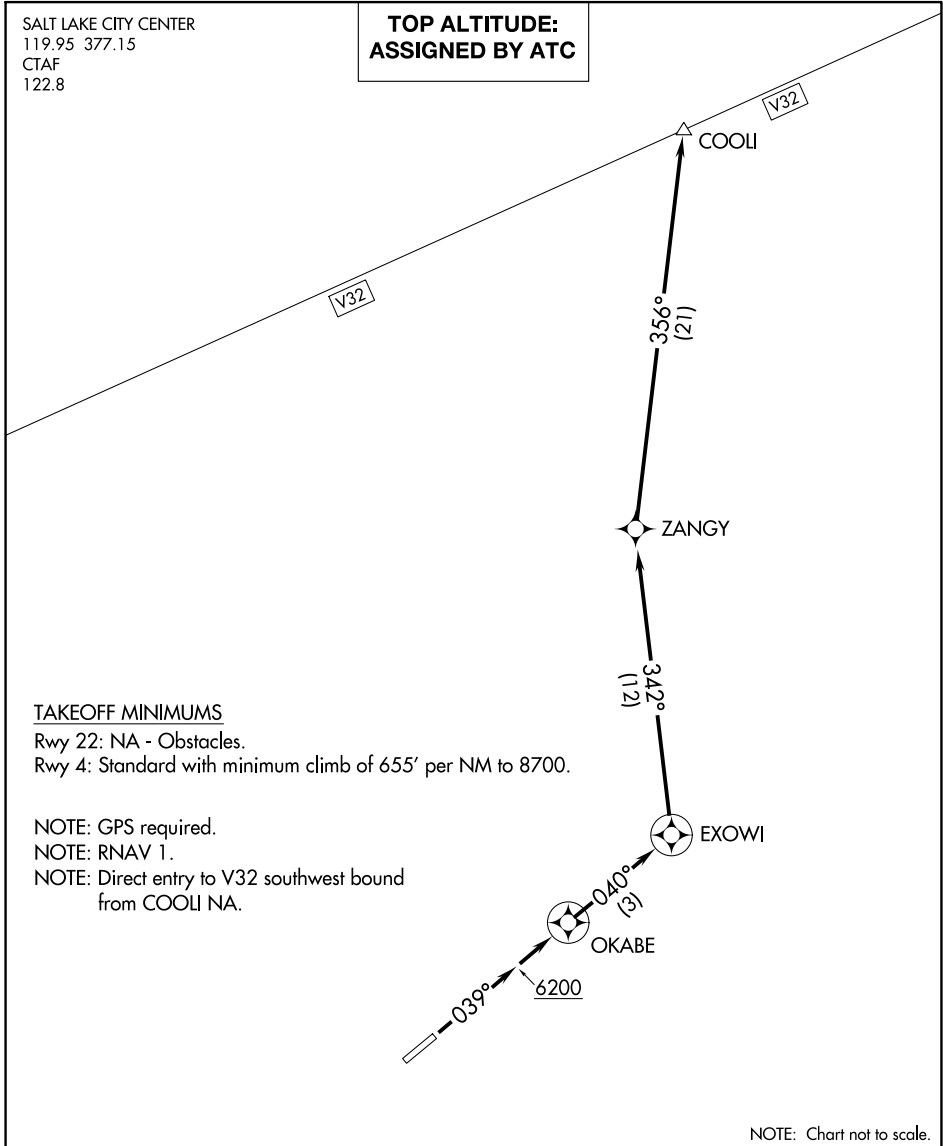 SALT LAKE CITY CENTER
119.95 377.15
CTAF
122.8
TOP ALTITUDE:
ASSIGNED BY ATC
V32
COOLI
V32
356°
(21)
ZANGY
342°
(12)
TAKEOFF MINIMUMS
Rwy 22: NA - Obstacles.
Rwy 4: Standard with minimum climb of 655' per NM to 8700.
NOTE: GPS required.
NOTE: RNAV 1.
NOTE: Direct entry to V32 southwest bound
from COOLI NA.
EXOWI
040°
(3)
OKABE
6200
039°
NOTE: Chart not to scale.